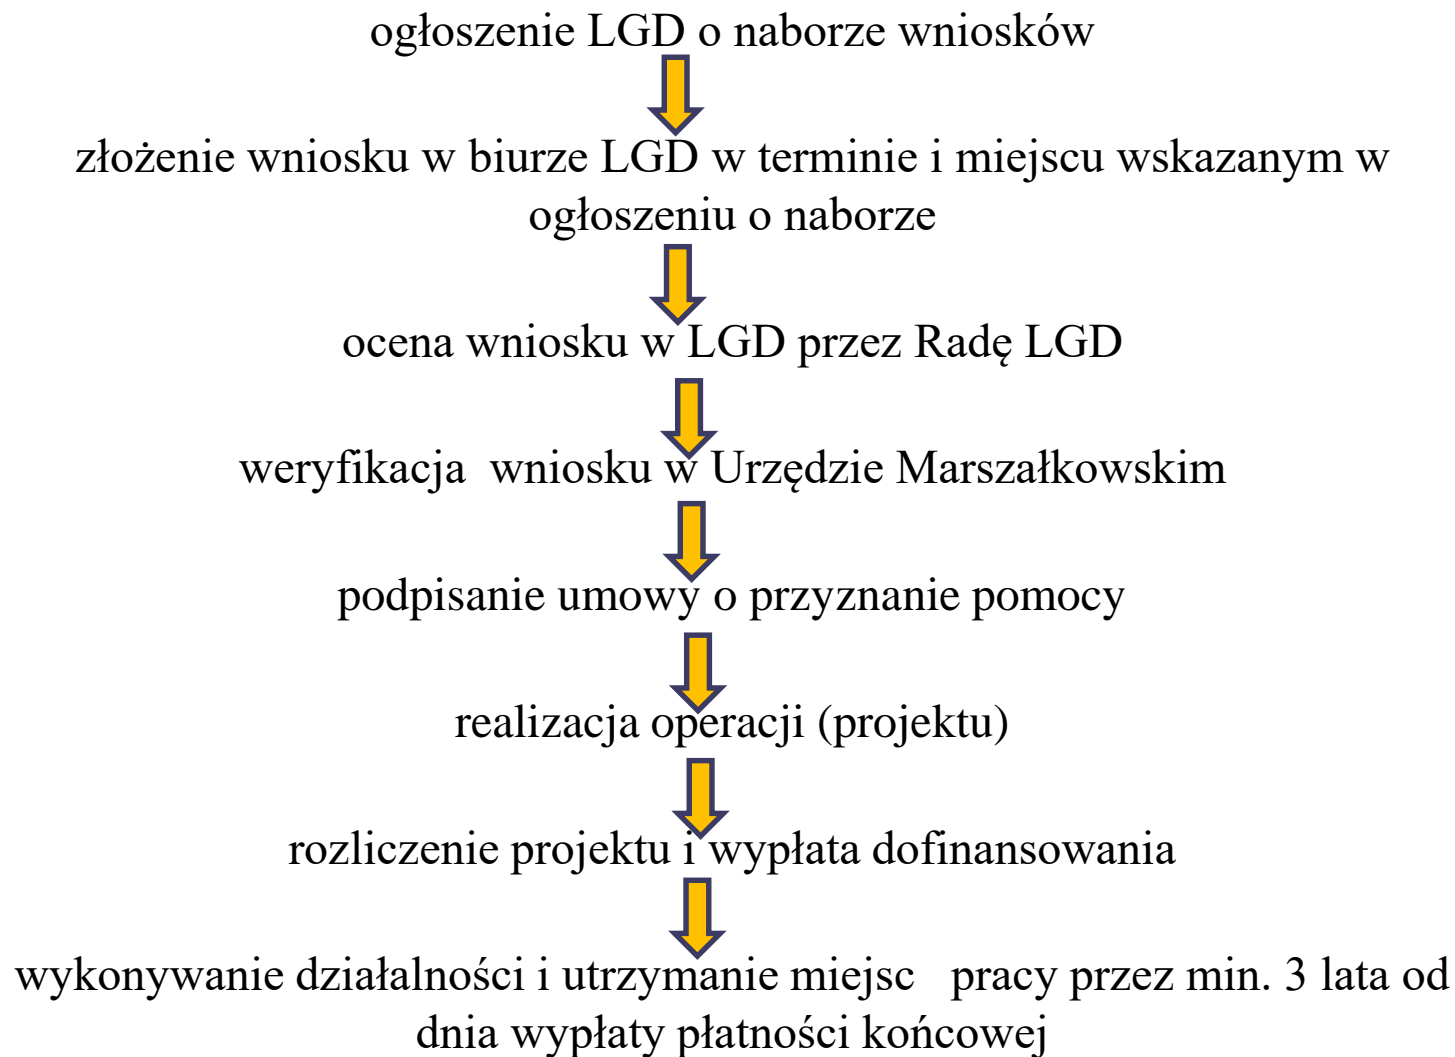 ogłoszenie LGD o naborze wniosków
złożenie wniosku w biurze LGD w terminie i miejscu wskazanym w
ogłoszeniu o naborze
ocena wniosku w LGD przez Radę LGD
weryfikacja  wniosku w Urzędzie Marszałkowskim
podpisanie umowy o przyznanie pomocy
realizacja operacji (projektu)
rozliczenie projektu i wypłata dofinansowania
wykonywanie działalności i utrzymanie miejsc   pracy przez min. 3 lata od
dnia wypłaty płatności końcowej